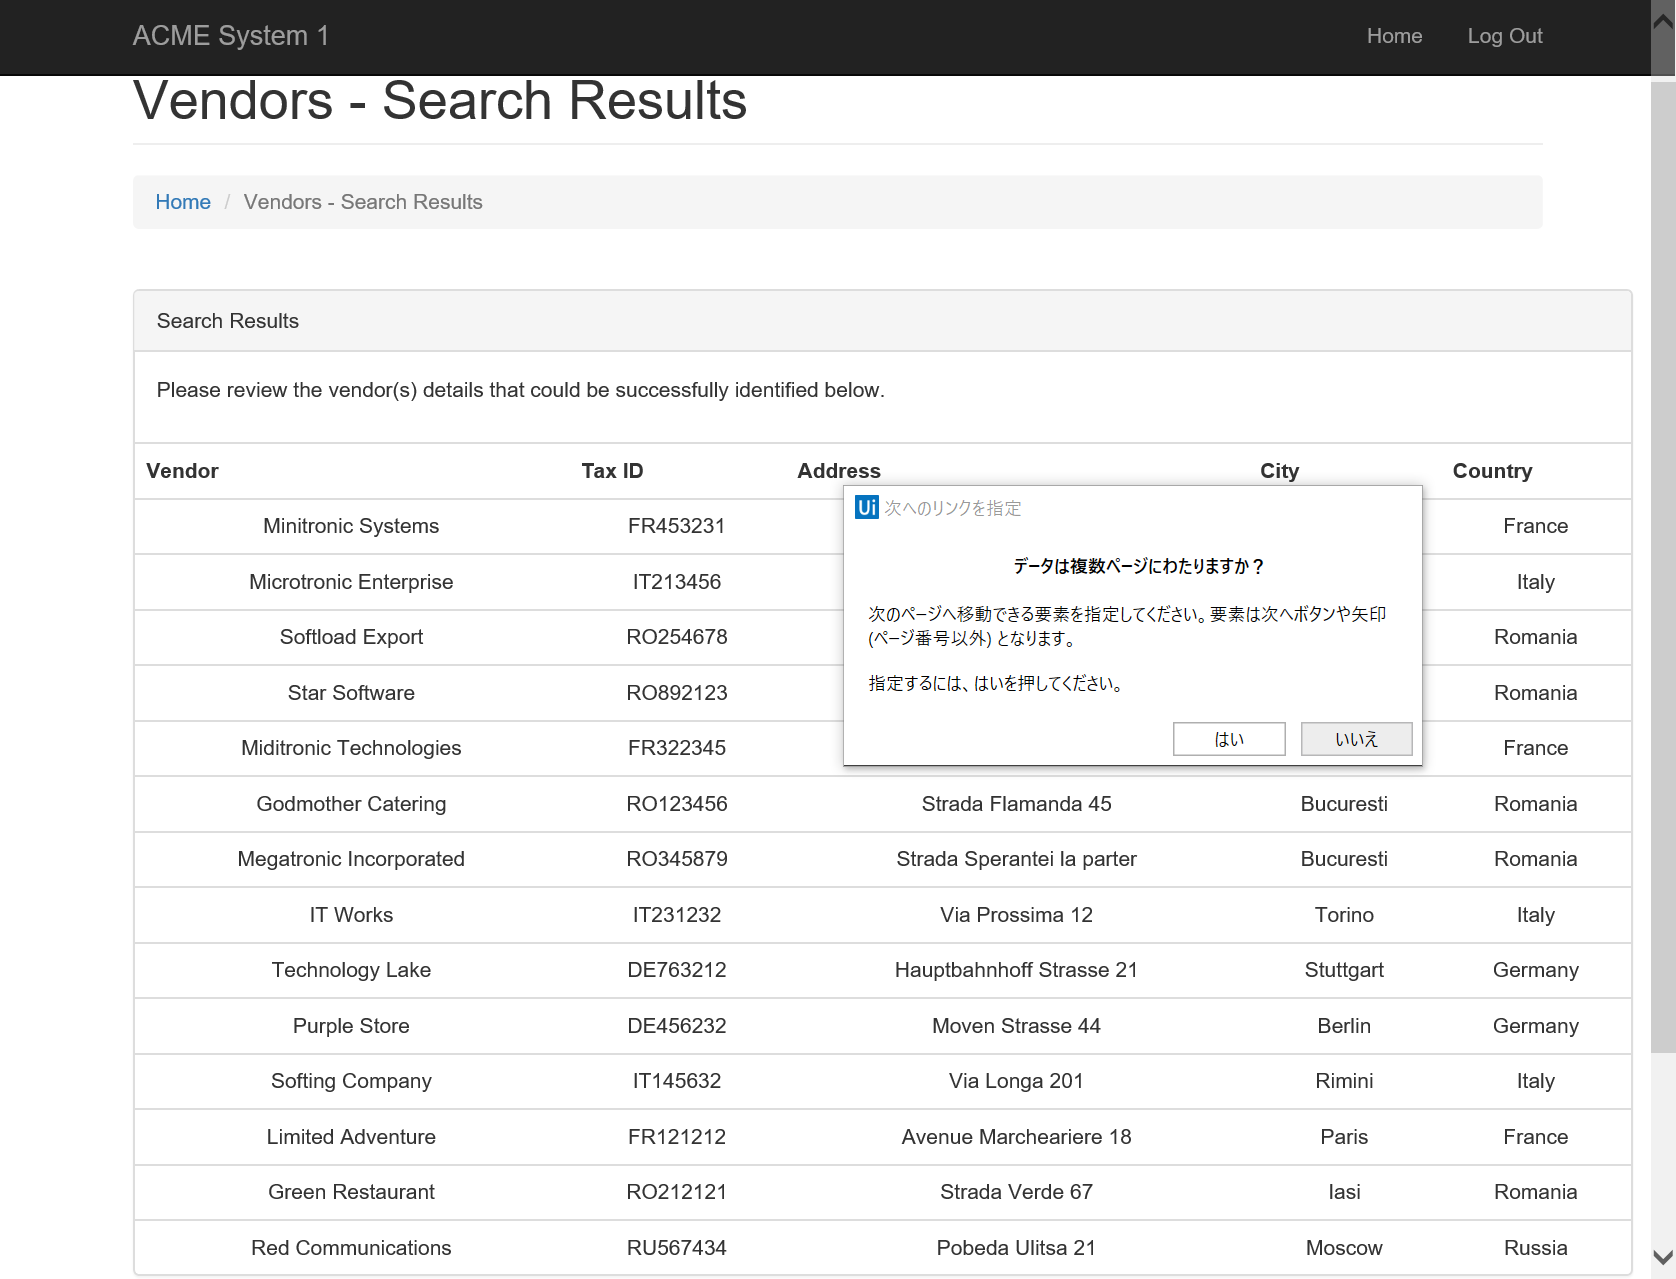 ACME System 1 Home Log Out
Vendors - Search Results
Home / Vendors - Search Results
Search Results
Please review the vendor(s) details that could be successfully identified below.
Vendor Tax ID Address City Country
Minitronic Systems FR453231 France
Microtronic Enterprise IT213456 Italy
Softload Export RO254678 Romania
Star Software RO892123 Romania
Miditronic Technologies FR322345 France
Ui 次へのリンクを指定
データは複数ページにわたりますか？
次のページへ移動できる要素を指定してください。要素は次へボタンや矢印
(ページ番号以外) となります。
指定するには、はいを押してください。
はい いいえ
Godmother Catering RO123456 Strada Flamanda 45 Bucuresti Romania
Megatronic Incorporated RO345879 Strada Sperantei la parter Bucuresti Romania
IT Works IT231232 Via Prossima 12 Torino Italy
Technology Lake DE763212 Hauptbahnhoff Strasse 21 Stuttgart Germany
Purple Store DE456232 Moven Strasse 44 Berlin Germany
Softing Company IT145632 Via Longa 201 Rimini Italy
Limited Adventure FR121212 Avenue Marcheariere 18 Paris France
Green Restaurant RO212121 Strada Verde 67 Iasi Romania
Red Communications RU567434 Pobeda Ulitsa 21 Moscow Russia